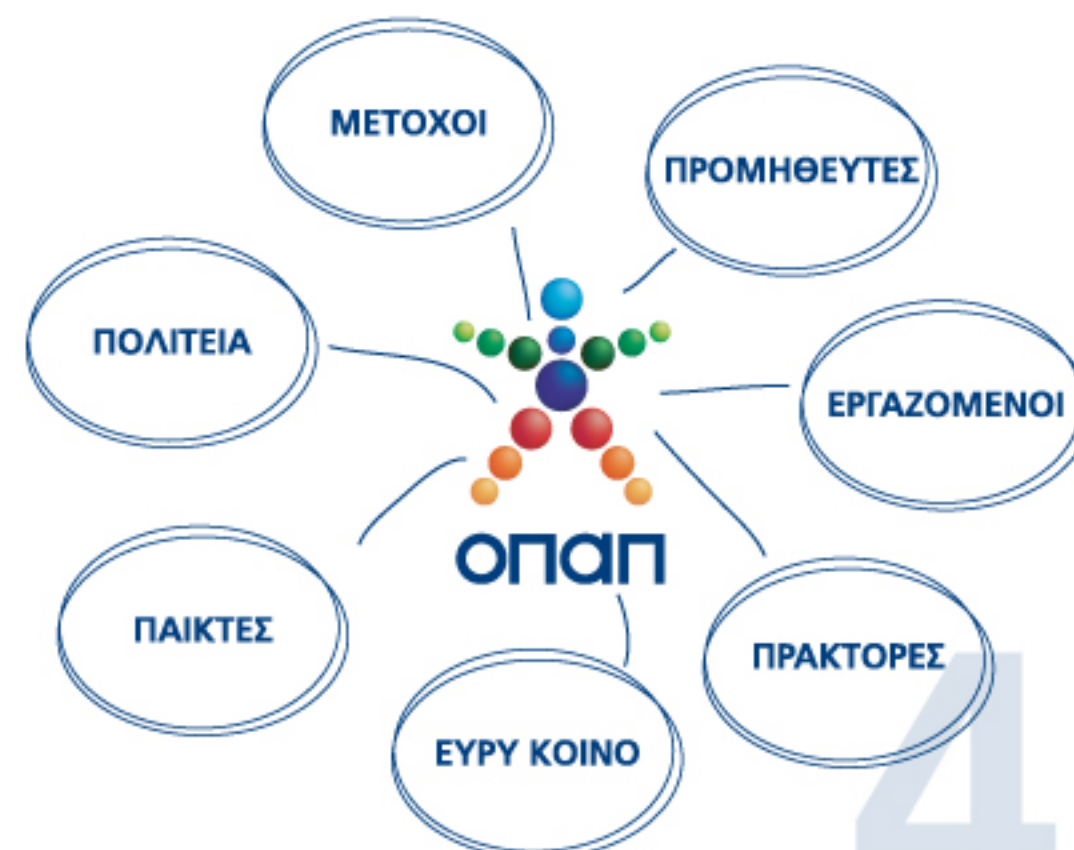 ΜΕΤΟΧΟΙ
ΠΡΟΜΗΘΕΥΤΕΣ
ΠΟΛΙΤΕΙΑ
ΕΡΓΑΖΟΜΕΝΟΙ
οπαπ
ΠΑΙΚΤΕΣ
ΠΡΑΚΤΟΡΕΣ
ΕΥΡΥ ΚΟΙΝΟ
4